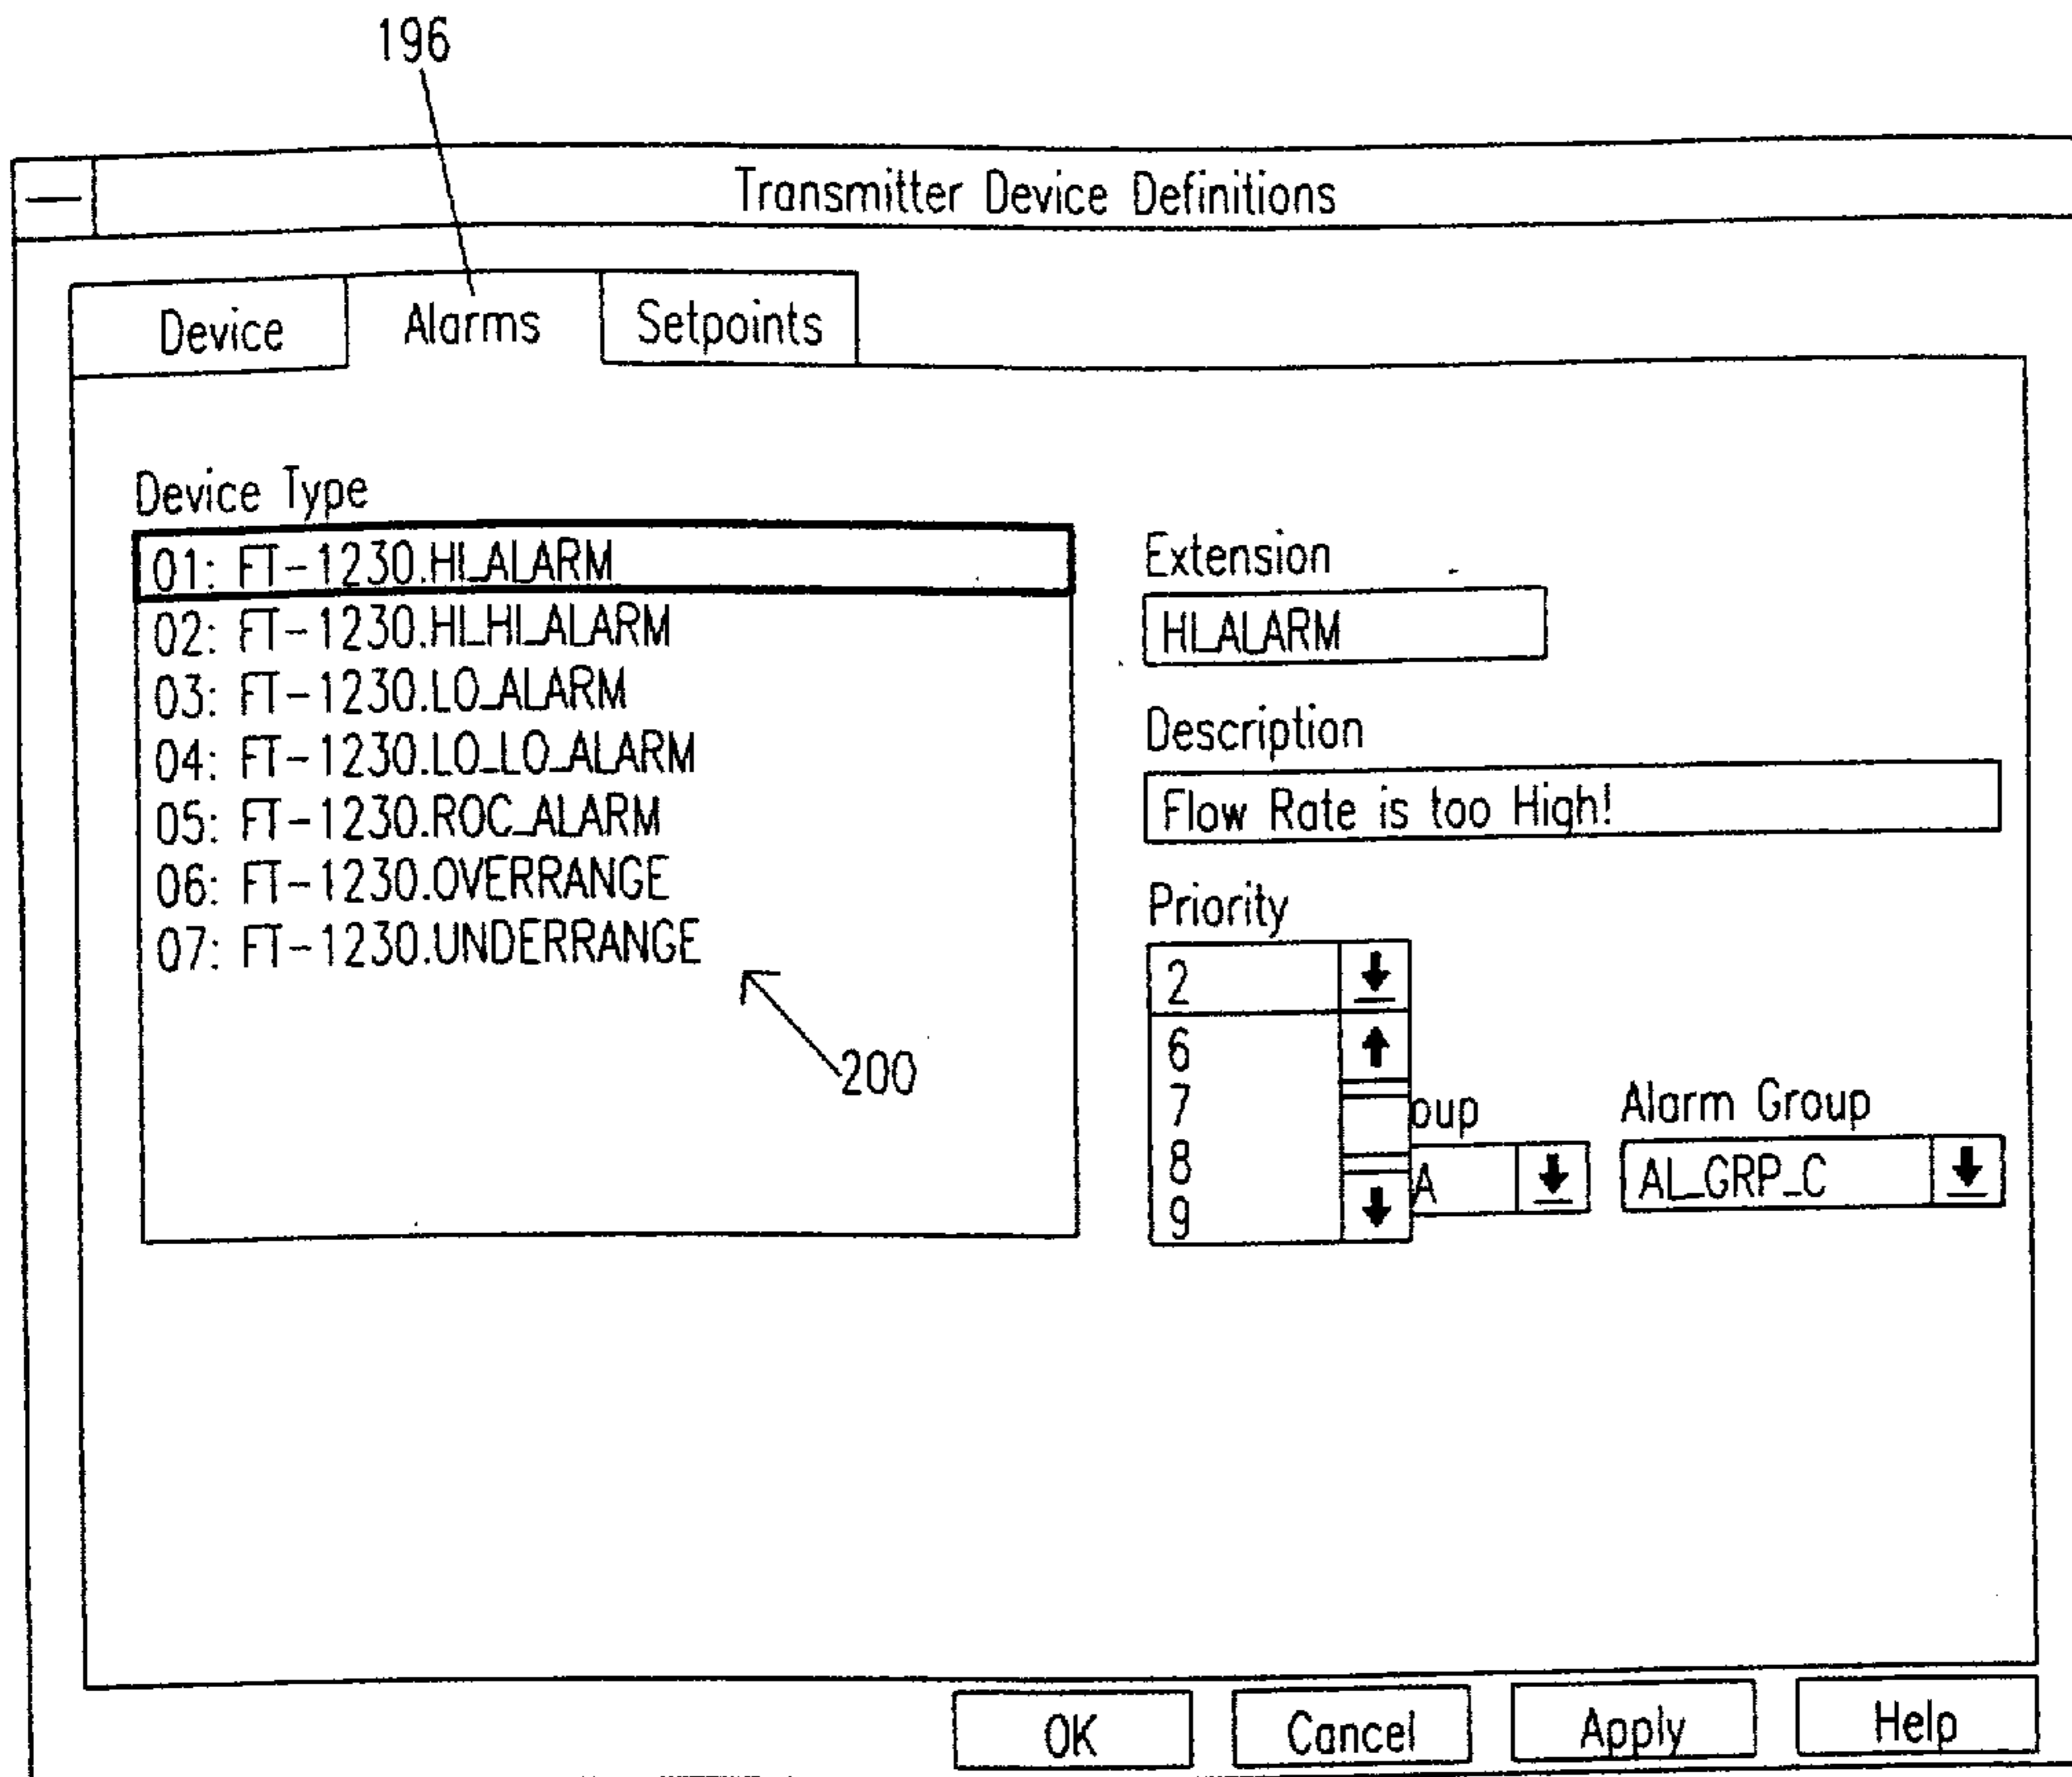 196
Transmitter Device Definitions
Device Alarms Setpoints
Device Type
01: FT-1230.HI_ALARM
02: FT-1230.HI_HI_ALARM
03: FT-1230.LO_ALARM
04: FT-1230.LO_LO_ALARM
05: FT-1230.ROC_ALARM
06: FT-1230.OVERRANGE
07: FT-1230.UNDERRANGE
200
Extension
HI_ALARM
Description
Flow Rate is too High!
Priority
2
6
7
8
9
oup
A
Alarm Group
AL_GRP_C
OK Cancel Apply Help